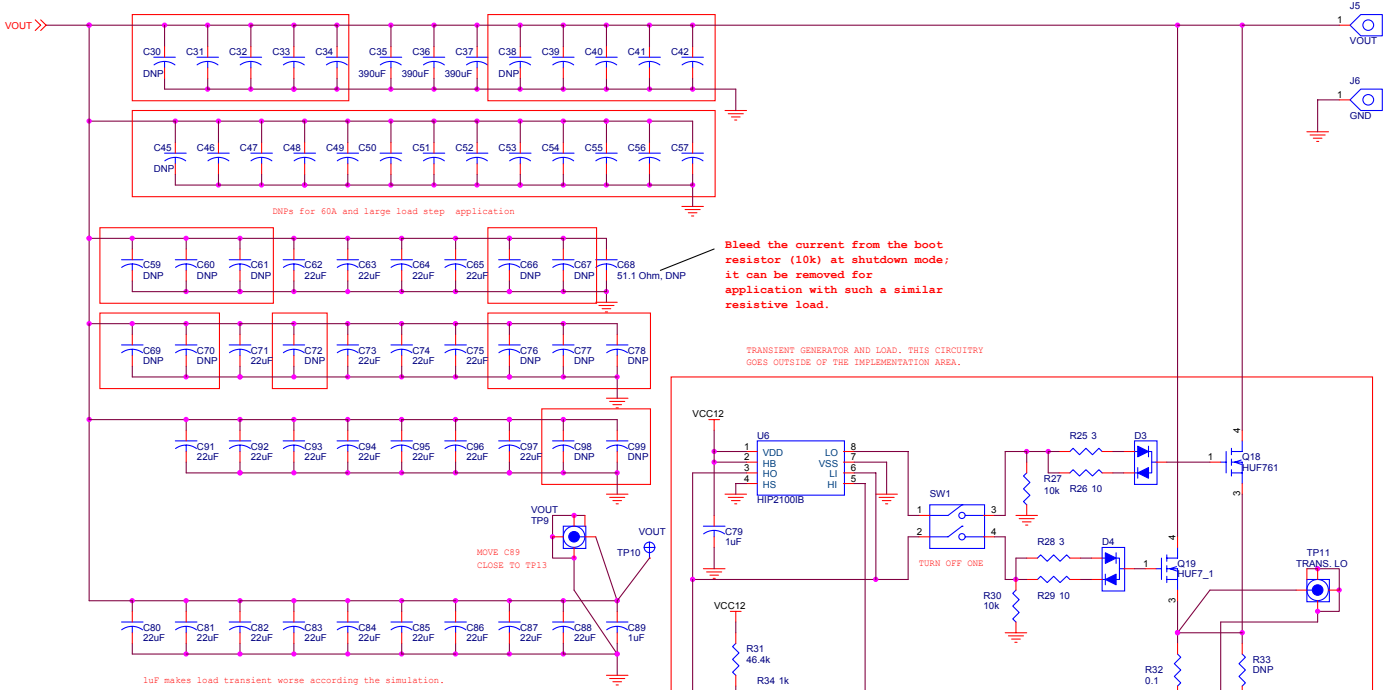 VOUT
J5
1
VOUT
J6
1
GND
C30 C31 C32 C33 C34 C35 C36 C37 C38 C39 C40 C41 C42
DNP 390uF 390uF 390uF DNP
C45 C46 C47 C48 C49 C50 C51 C52 C53 C54 C55 C56 C57
DNP
DNPs for 60A and large load step application
C59 C60 C61 C62 C63 C64 C65 C66 C67 C68
DNP DNP DNP 22uF 22uF 22uF 22uF DNP DNP 51.1 Ohm, DNP
Bleed the current from the boot
resistor (10k) at shutdown mode;
it can be removed for
application with such a similar
resistive load.
C69 C70 C71 C72 C73 C74 C75 C76 C77 C78
DNP DNP 22uF DNP 22uF 22uF 22uF DNP DNP DNP
TRANSIENT GENERATOR AND LOAD. THIS CIRCUITRY
GOES OUTSIDE OF THE IMPLEMENTATION AREA.
C91 C92 C93 C94 C95 C96 C97 C98 C99
22uF 22uF 22uF 22uF 22uF 22uF 22uF DNP DNP
VCC12
U6
1 VDD LO 8
2 HB VSS 7
3 HO LI 6
4 HS HI 5
HIP2100IB
C79
1uF
SW1
1 3
2 4
TURN OFF ONE
R25 3
D3
R27
10k
R26 10
4
1
Q18
HUF761
3
R28 3
D4
R30
10k
R29 10
4
1
Q19
HUF7_1
3
TP11
TRANS. LO
VOUT
TP9
VOUT
TP10
MOVE C89
CLOSE TO TP13
C80 C81 C82 C83 C84 C85 C86 C87 C88 C89
22uF 22uF 22uF 22uF 22uF 22uF 22uF 22uF 22uF 1uF
1uF makes load transient worse according the simulation.
VCC12
R31
46.4k
R34 1k
R32
0.1
R33
DNP